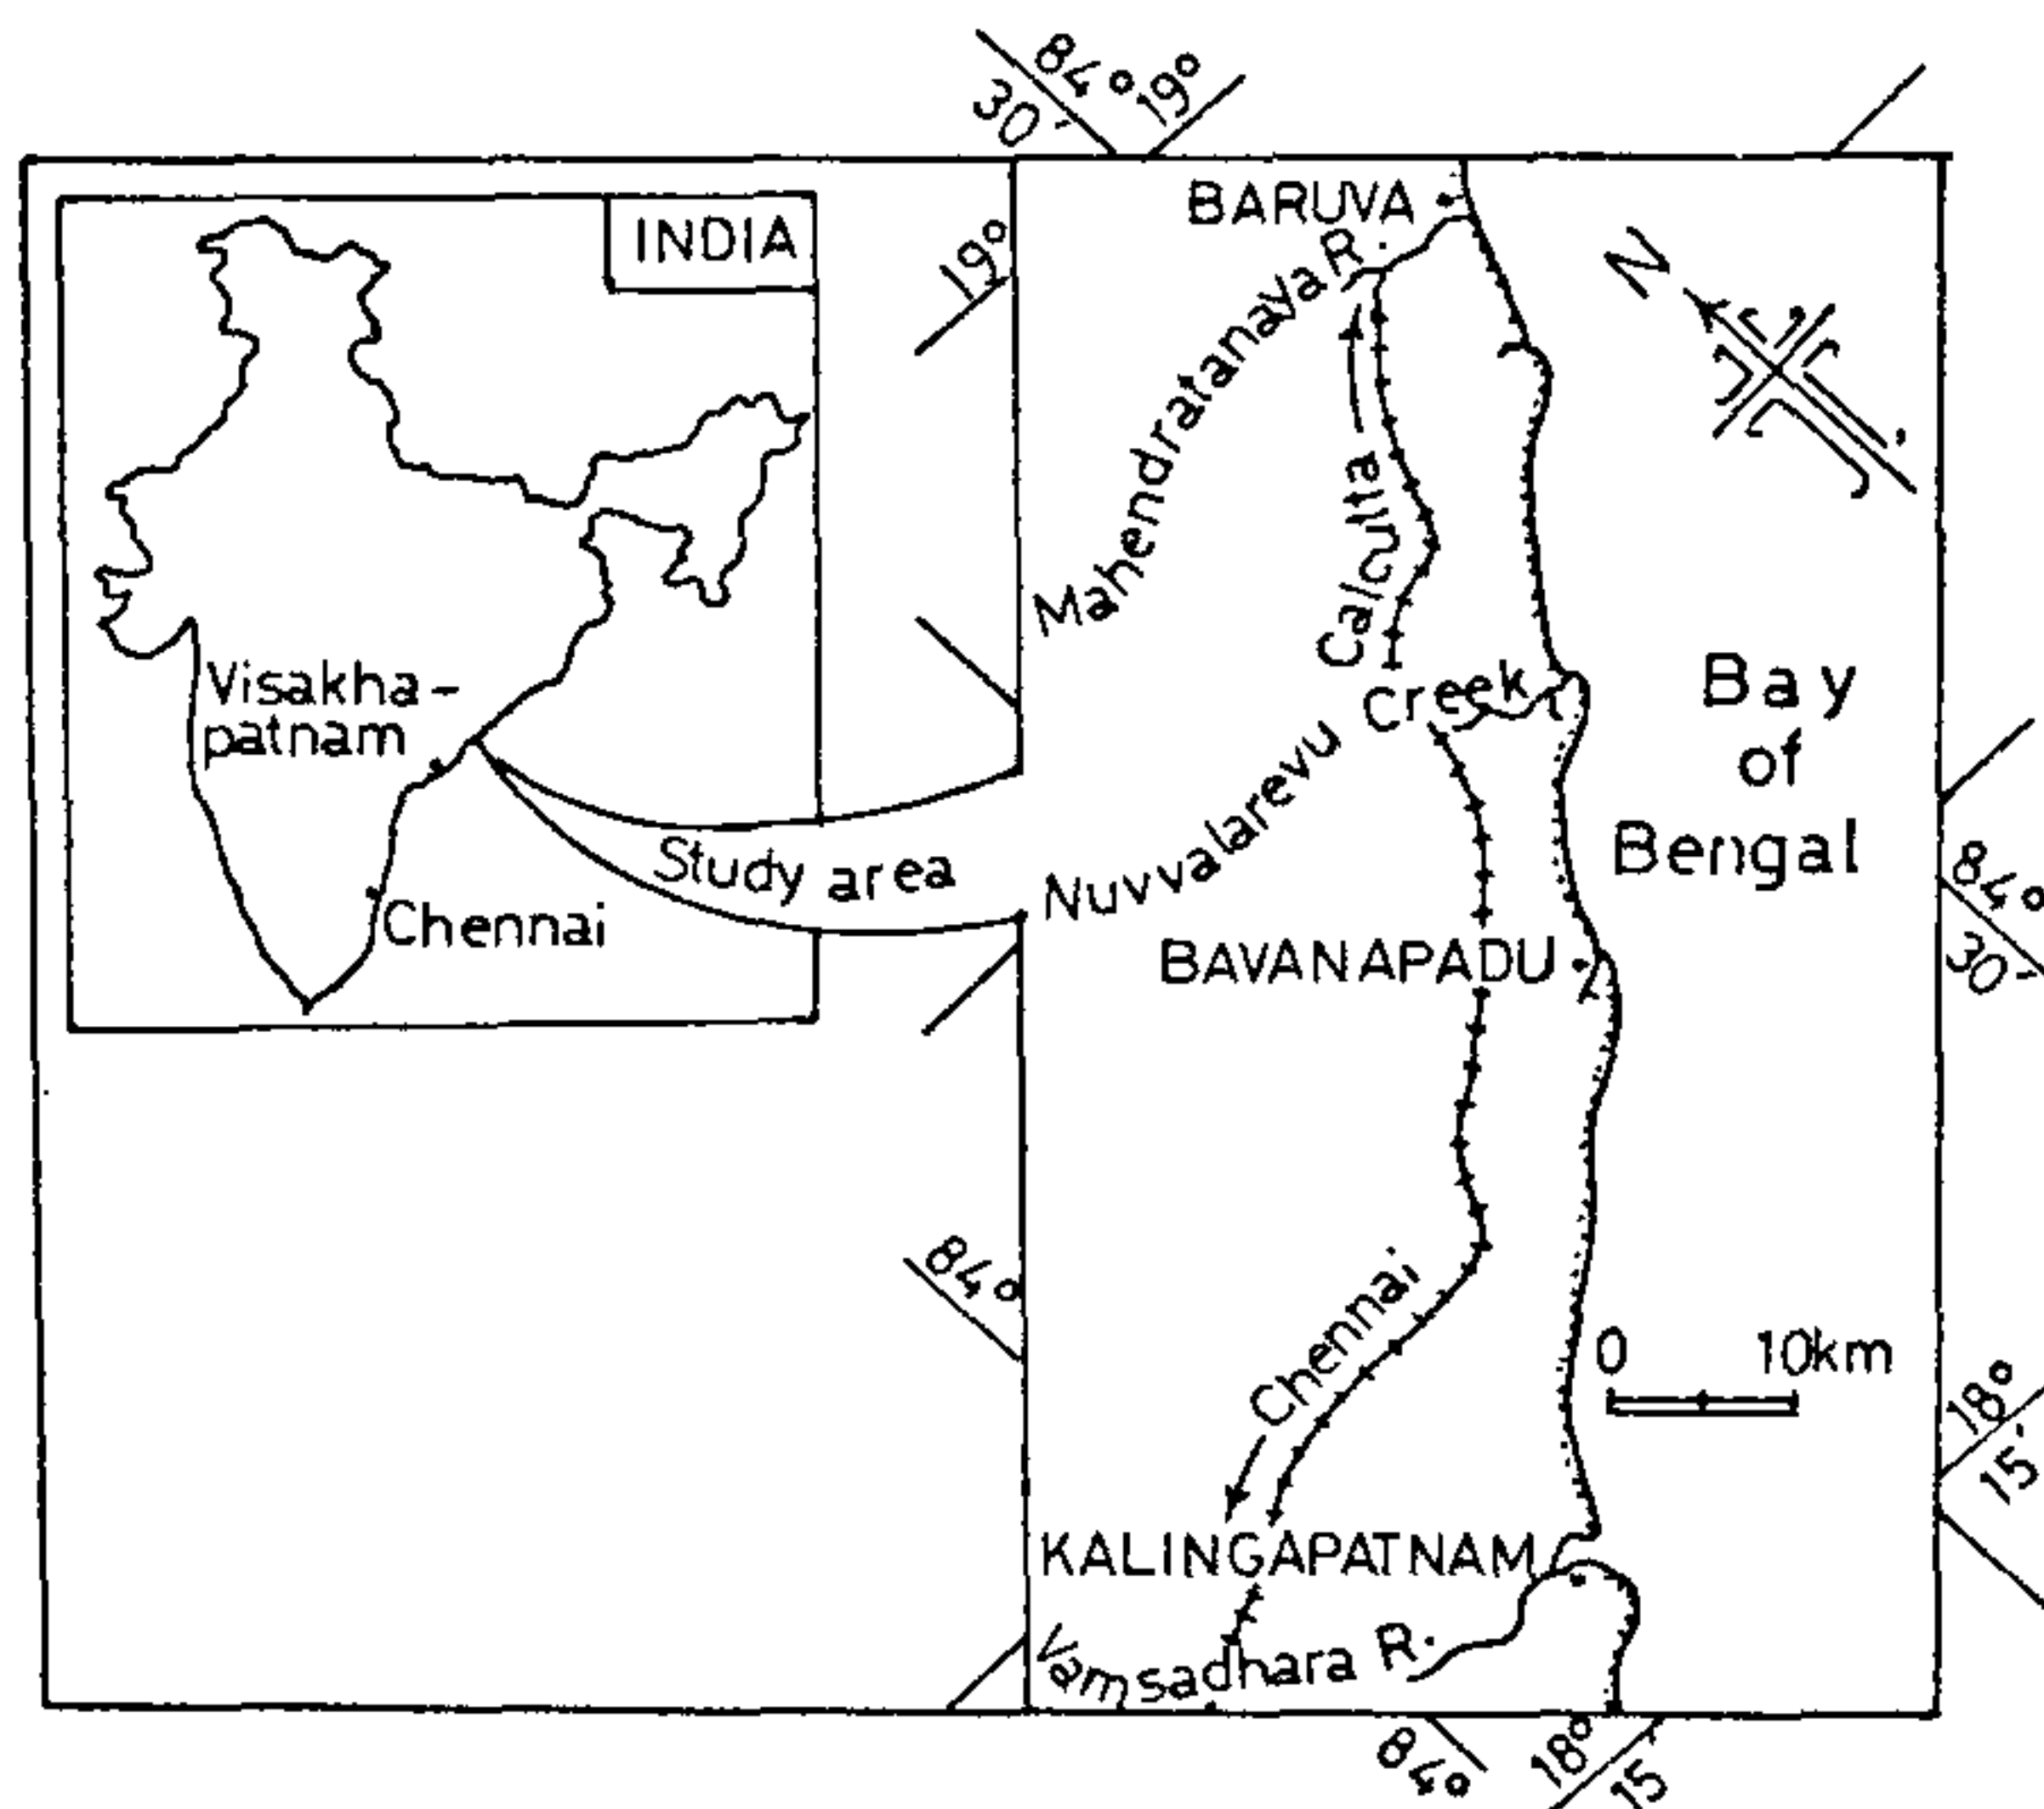 84°
30′
19°
INDIA
19°
BARUVA
Mahendratanaya R.
N
Calcutta
Visakha-
patnam
Creek
Nuvvalarevu
Bay
of
Bengal
Study area
Chennai
BAVANAPADU
84°
30′
84°
Chennai
0 10km
18°
15′
KALINGAPATNAM
Vamsadhara R.
84°
18°
15